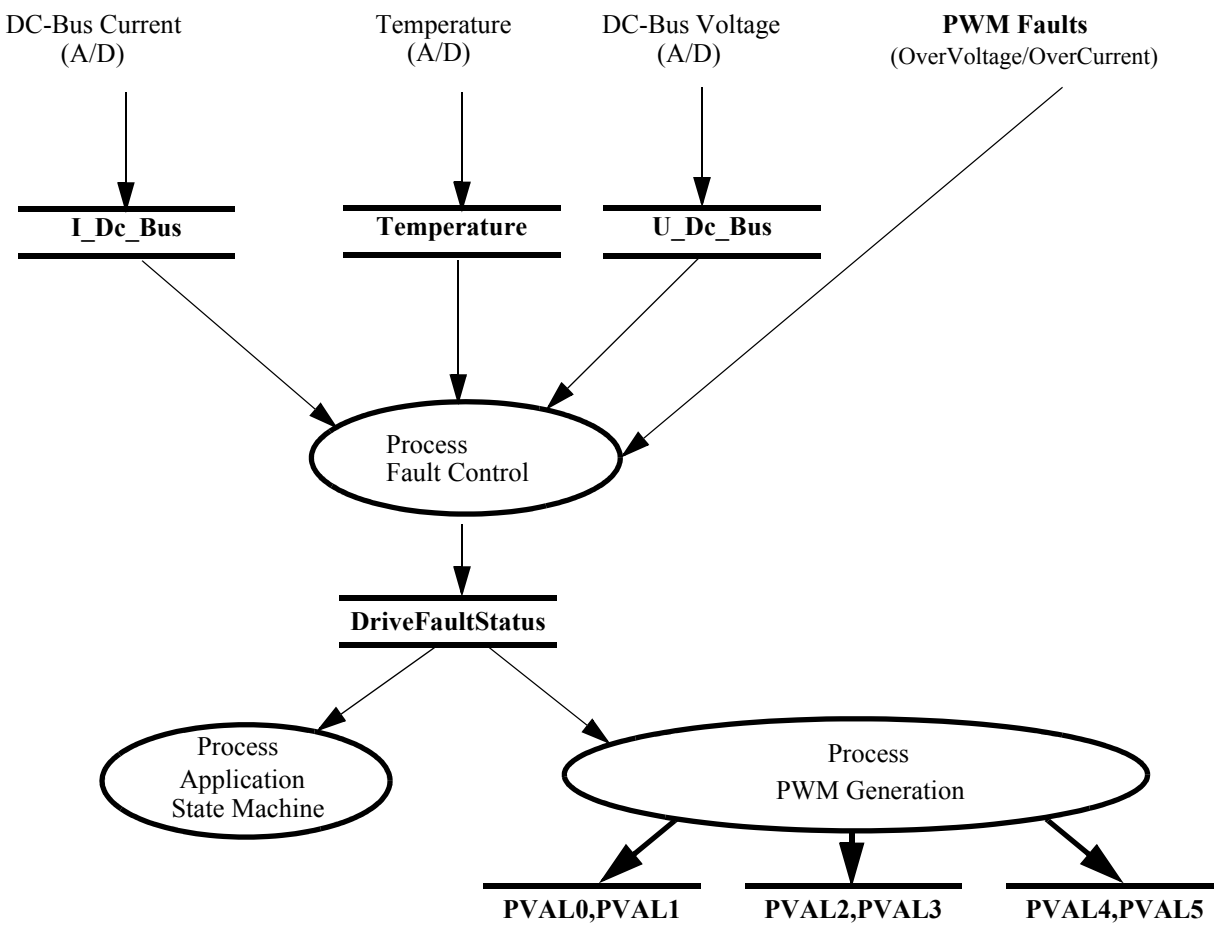 DC-Bus Current
(A/D)
Temperature
(A/D)
DC-Bus Voltage
(A/D)
PWM Faults
(OverVoltage/OverCurrent)
I_Dc_Bus
Temperature
U_Dc_Bus
Process
Fault Control
DriveFaultStatus
Process
Application
State Machine
Process
PWM Generation
PVAL0,PVAL1
PVAL2,PVAL3
PVAL4,PVAL5